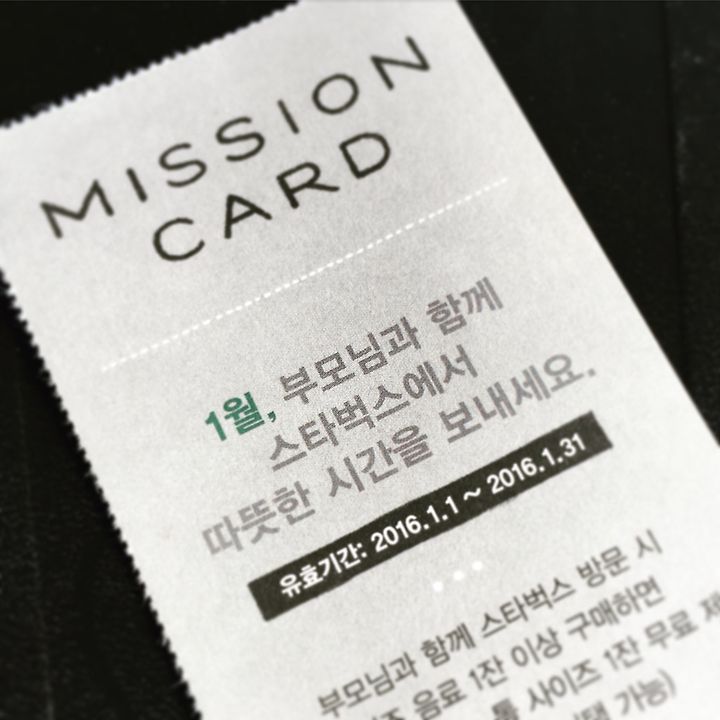 MISSION
CARD
1월, 부모님과 함께
스타벅스에서
따뜻한 시간을 보내세요.
유효기간: 2016.1.1 ~ 2016.1.31
부모님과 함께 스타벅스 방문 시
음료 1잔 이상 구매하면
톨 사이즈 1잔 무료
가능)